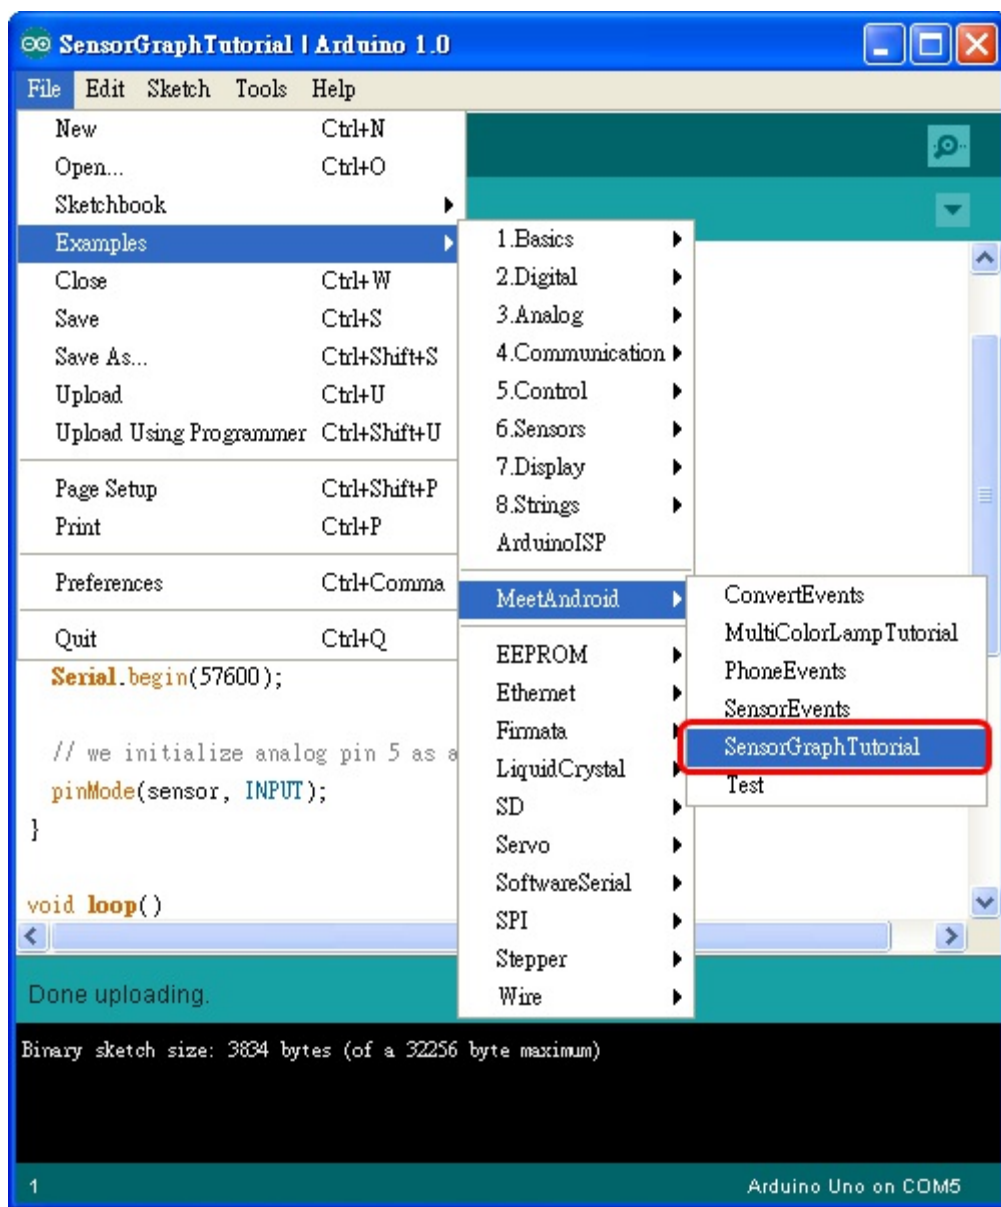 SensorGraphTutorial | Arduino 1.0
File Edit Sketch Tools Help
New Ctrl+N
Open... Ctrl+O
Sketchbook
Examples
Close Ctrl+W
Save Ctrl+S
Save As... Ctrl+Shift+S
Upload Ctrl+U
Upload Using Programmer Ctrl+Shift+U
Page Setup Ctrl+Shift+P
Print Ctrl+P
Preferences Ctrl+Comma
Quit Ctrl+Q
1.Basics
2.Digital
3.Analog
4.Communication
5.Control
6.Sensors
7.Display
8.Strings
ArduinoISP
MeetAndroid
EEPROM
Ethernet
Firmata
LiquidCrystal
SD
Servo
SoftwareSerial
SPI
Stepper
Wire
ConvertEvents
MultiColorLampTutorial
PhoneEvents
SensorEvents
SensorGraphTutorial
Test
Serial.begin(57600);
// we initialize analog pin 5 as a
pinMode(sensor, INPUT);
}
void loop()
Done uploading.
Binary sketch size: 3834 bytes (of a 32256 byte maximum)
1 Arduino Uno on COM5